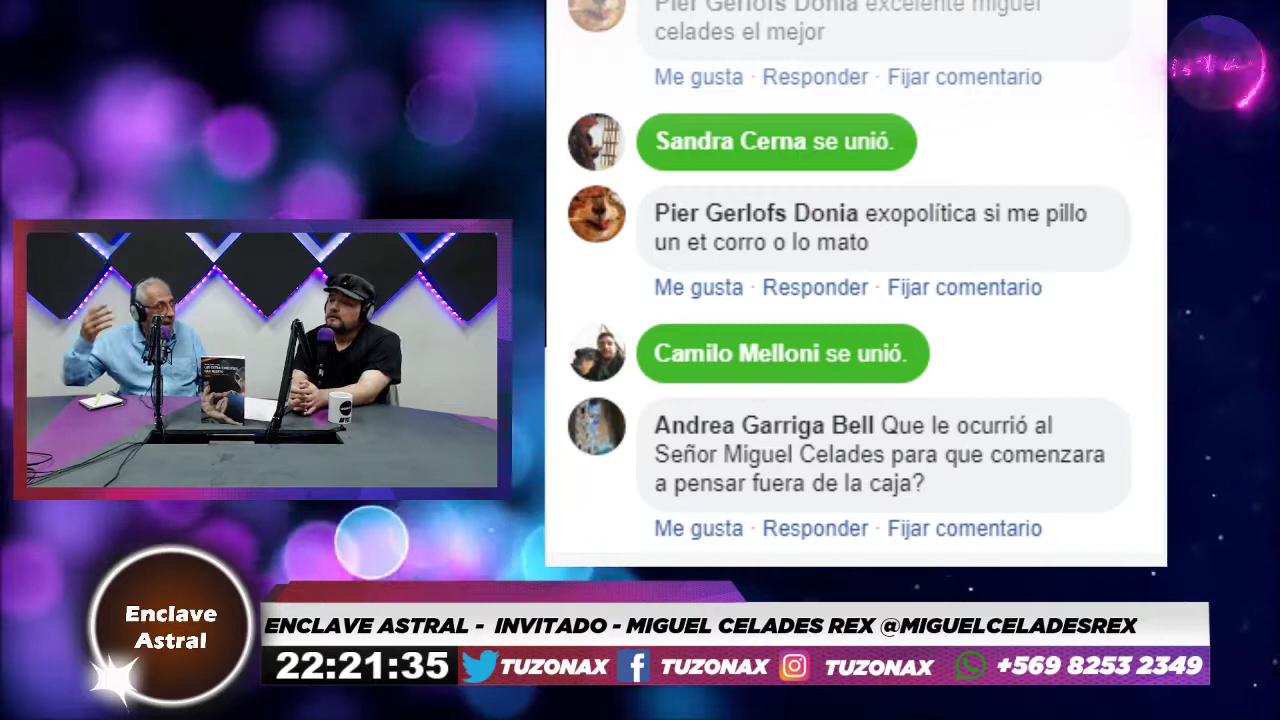 Pier Gerlofs Donia excelente miguel
celades el mejor
Me gusta · Responder · Fijar comentario
Sandra Cerna se unió.
Pier Gerlofs Donia exopolítica si me pillo
un et corro o lo mato
Me gusta · Responder · Fijar comentario
Camilo Melloni se unió.
Andrea Garriga Bell Que le ocurrió al
Señor Miguel Celades para que comenzara
a pensar fuera de la caja?
Me gusta · Responder · Fijar comentario
Enclave
Astral
ENCLAVE ASTRAL - INVITADO - MIGUEL CELADES REX @MIGUELCELADESREX
22:21:35 TUZONAX TUZONAX TUZONAX +569 8253 2349